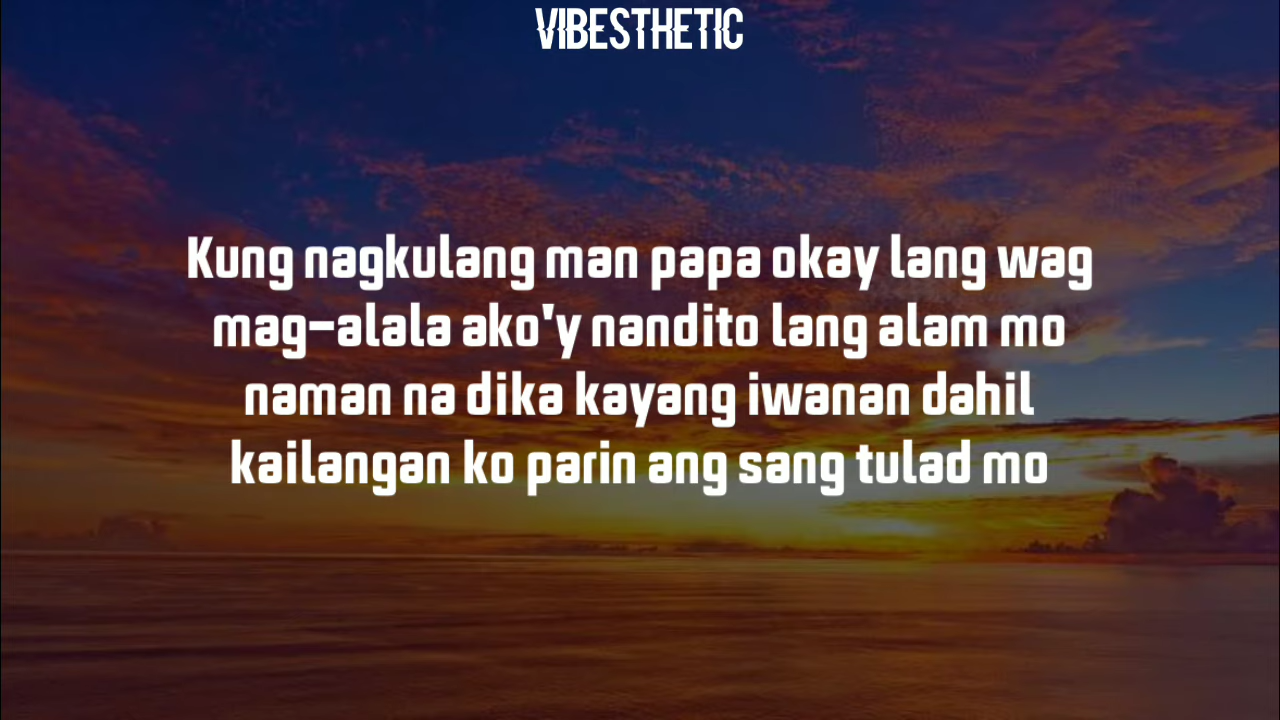 VIBESTHETIC
Kung nagkulang man papa okay lang wag
mag-alala ako'y nandito lang alam mo
naman na dika kayang iwanan dahil
kailangan ko parin ang sang tulad mo